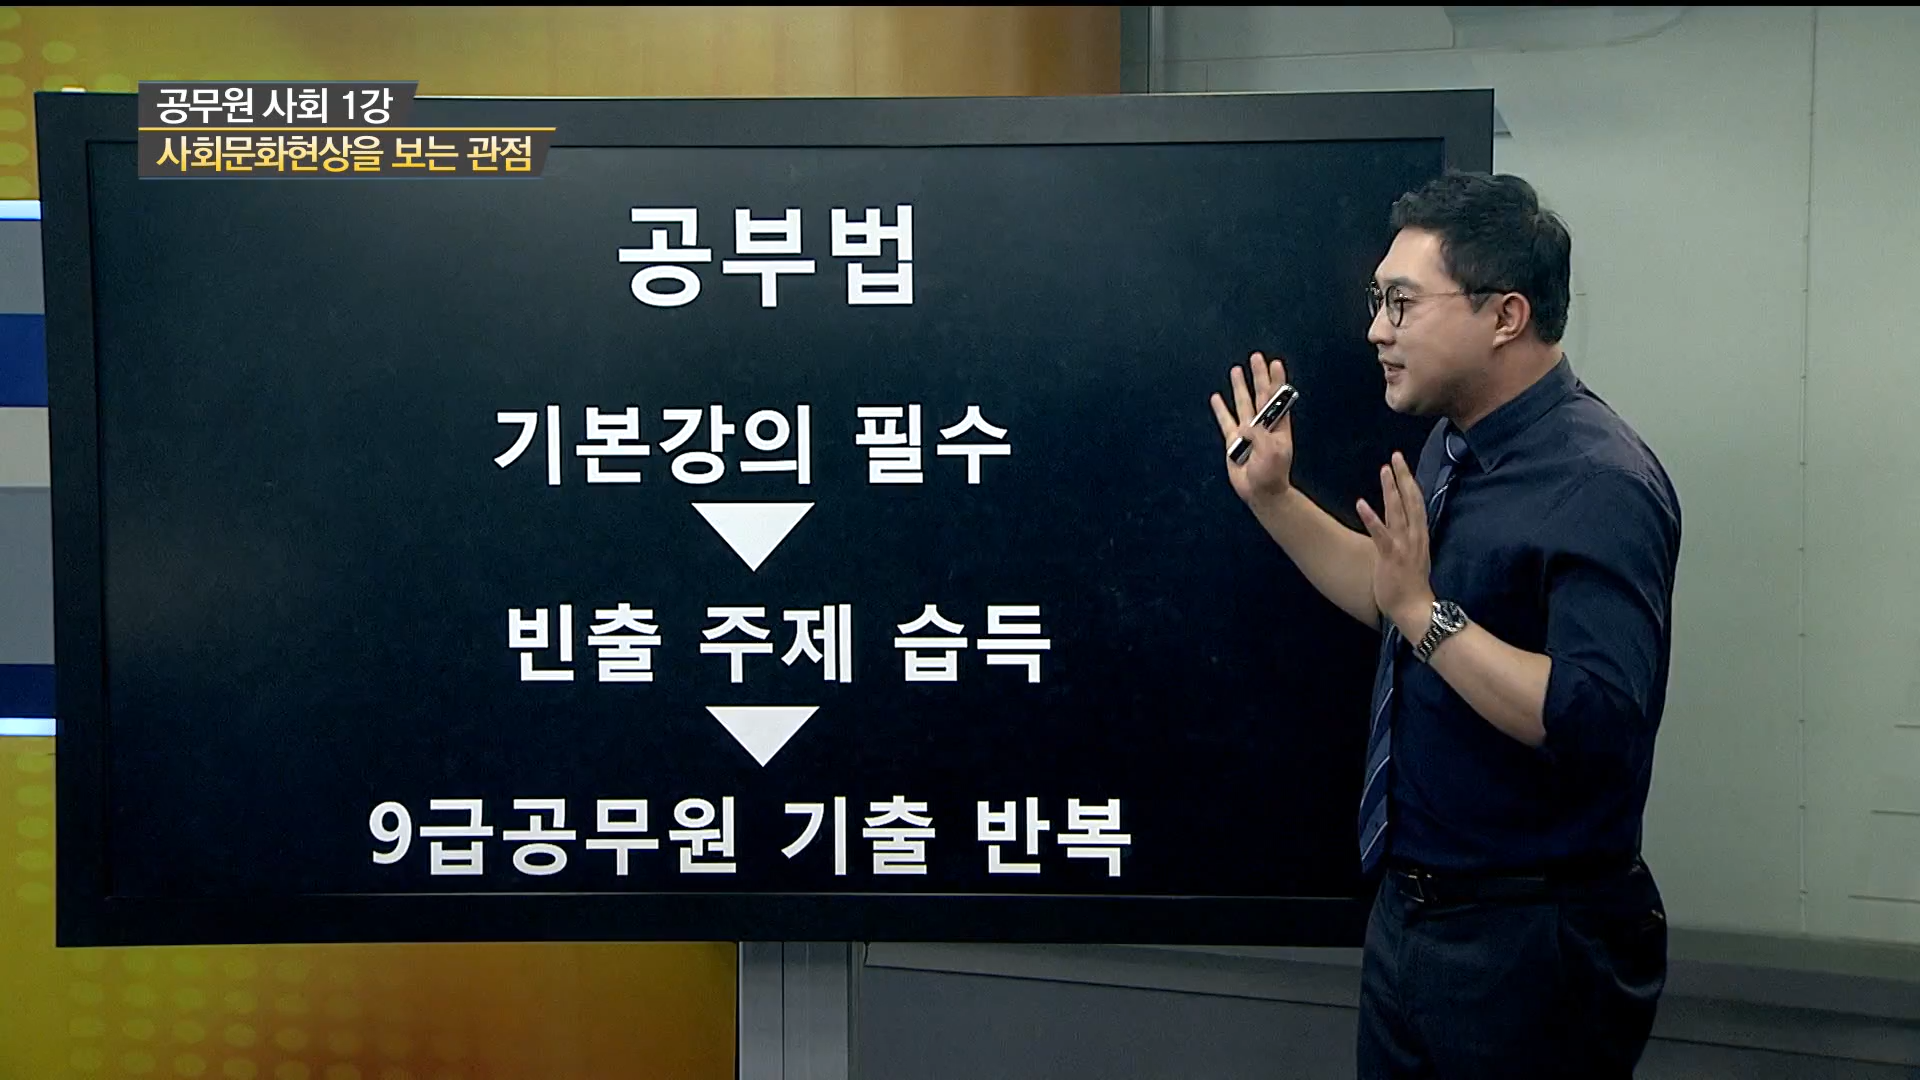 공무원 사회 1강
사회문화현상을 보는 관점
공부법
기본강의 필수
빈출 주제 습득
9급공무원 기출 반복